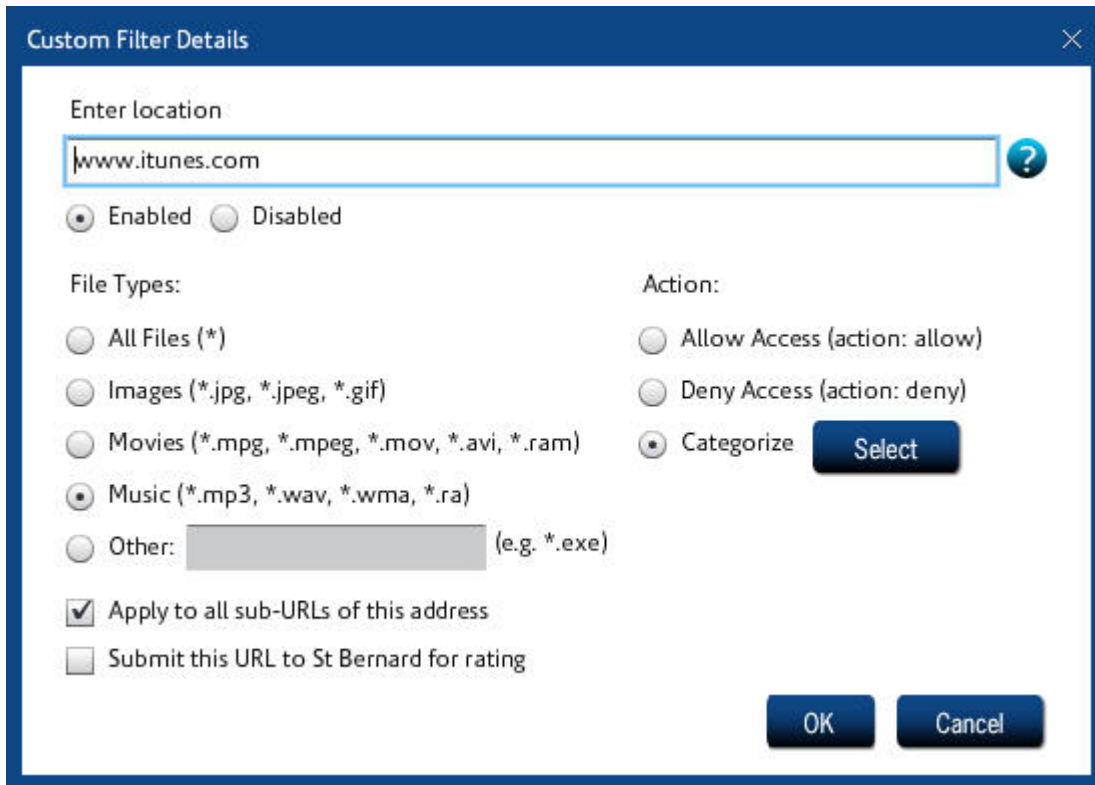 Custom Filter Details
Enter location
www.itunes.com
?
Enabled Disabled
File Types:
All Files (*)
Images (*.jpg, *.jpeg, *.gif)
Movies (*.mpg, *.mpeg, *.mov, *.avi, *.ram)
Music (*.mp3, *.wav, *.wma, *.ra)
Other: (e.g. *.exe)
Action:
Allow Access (action: allow)
Deny Access (action: deny)
Categorize Select
Apply to all sub-URLs of this address
Submit this URL to St Bernard for rating
OK Cancel